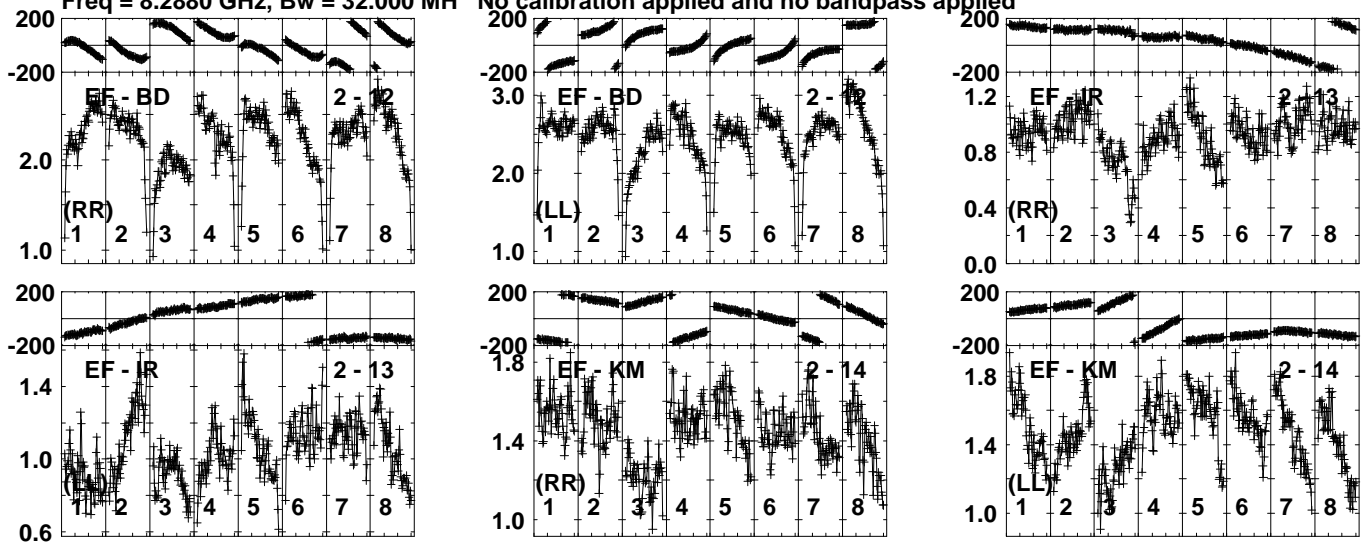 Freq = 8.2880 GHz, Bw = 32.000 MH No calibration applied and no bandpass applied
200
-200
EF - BD 2 - 12
2.0
1.0
(RR)
1 2 3 4 5 6 7 8
200
-200
EF - BD 2 - 12
3.0
2.0
1.0
(LL)
1 2 3 4 5 6 7 8
200
-200
EF - IR 2 - 13
1.2
0.8
0.4
0.0
(RR)
1 2 3 4 5 6 7 8
200
-200
EF - IR 2 - 13
1.4
1.0
0.6
(LL)
1 2 3 4 5 6 7 8
200
-200
EF - KM 2 - 14
1.8
1.4
1.0
(RR)
1 2 3 4 5 6 7 8
200
-200
EF - KM 2 - 14
1.8
1.4
1.0
(LL)
1 2 3 4 5 6 7 8